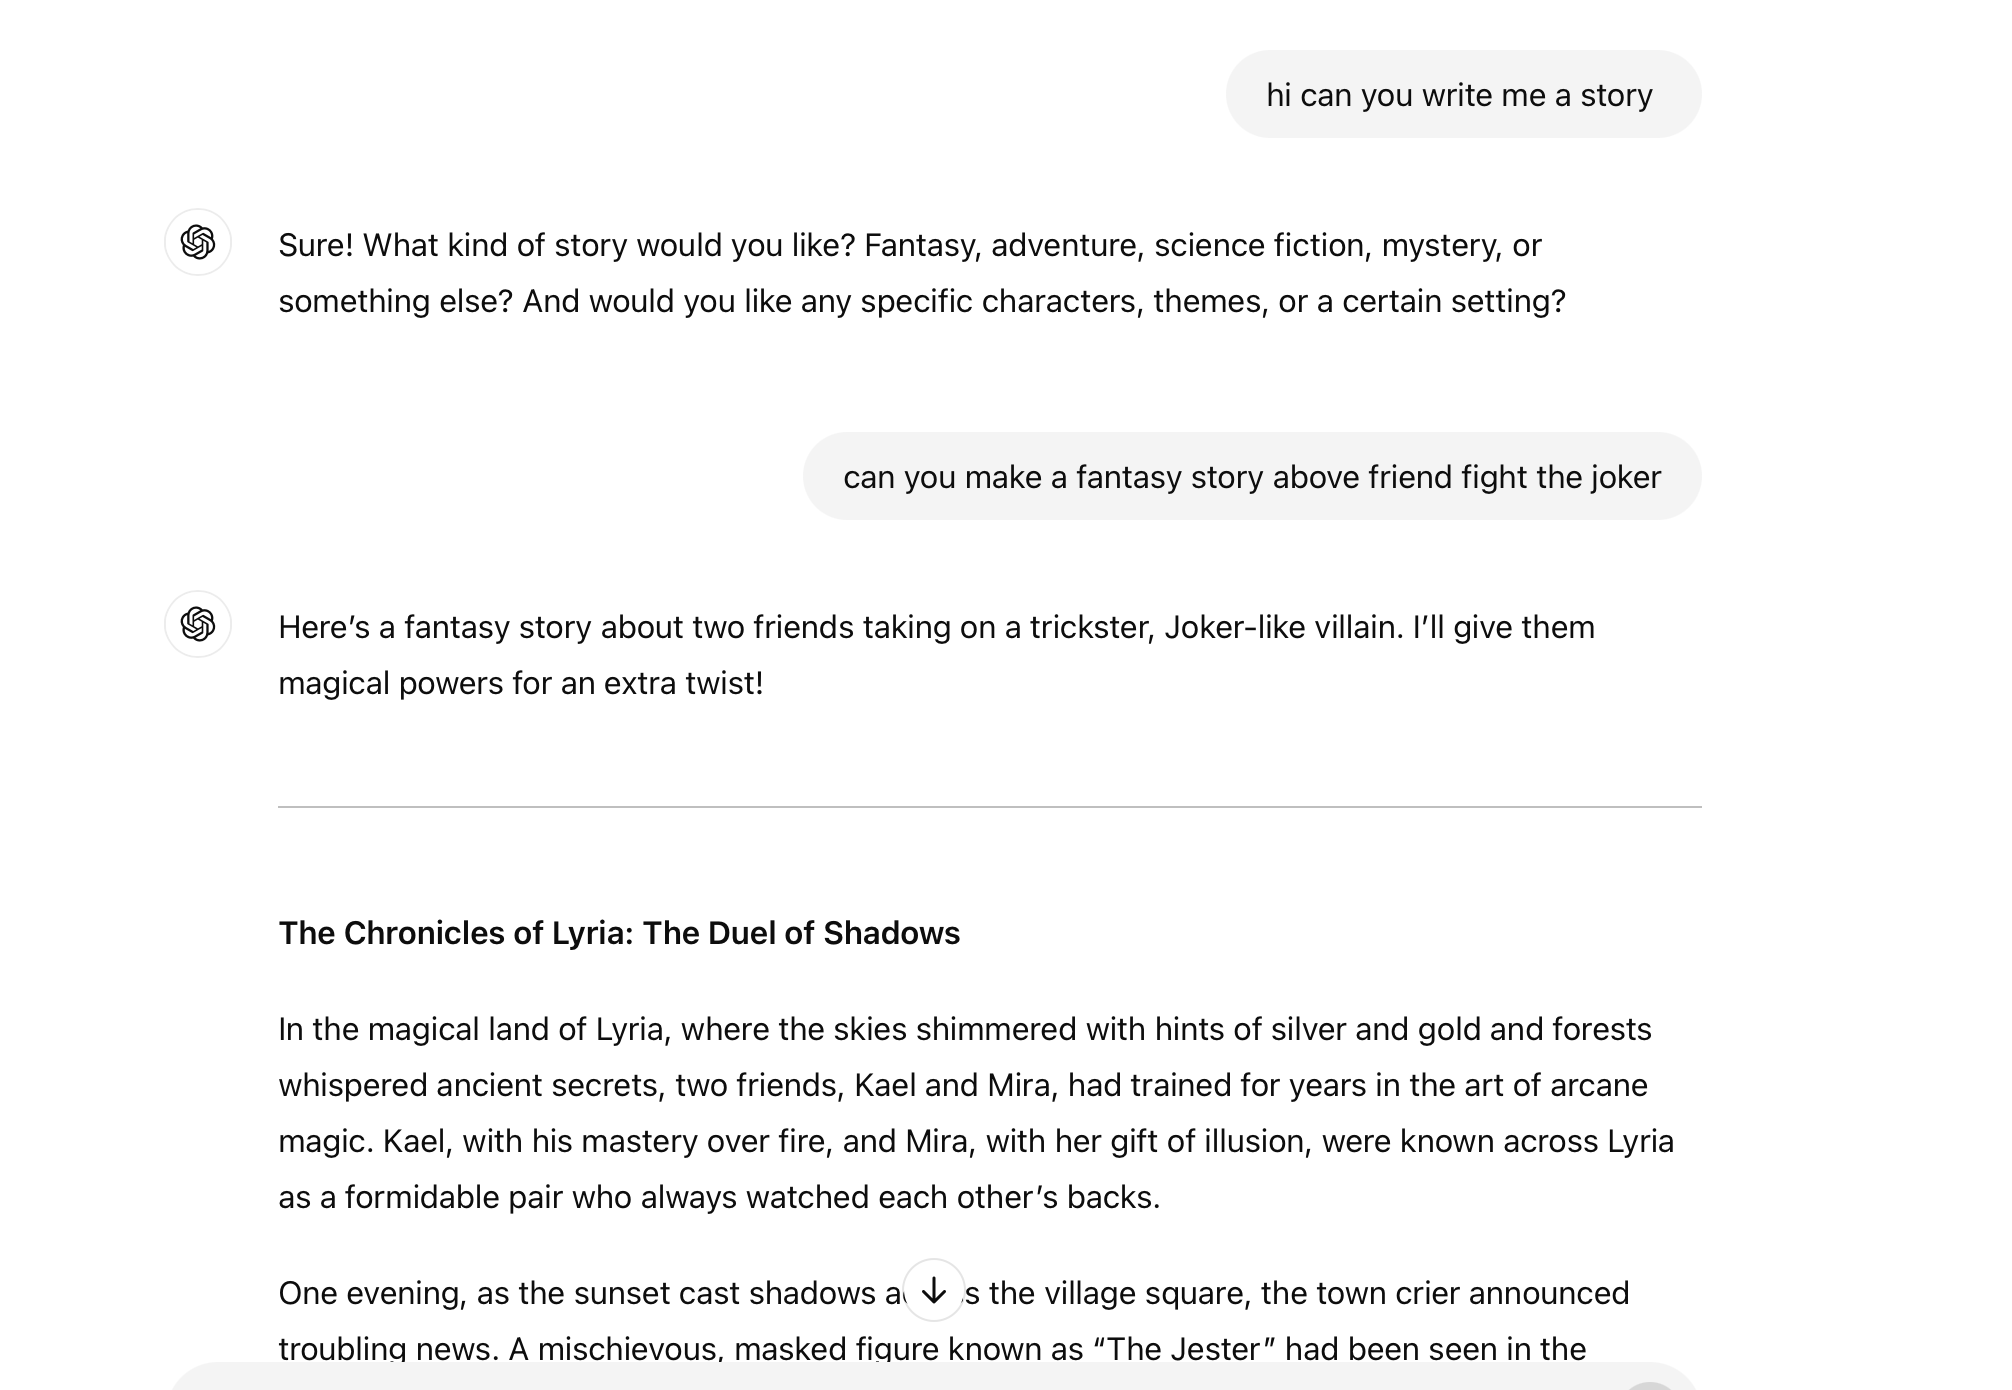 hi can you write me a story
Sure! What kind of story would you like? Fantasy, adventure, science fiction, mystery, or
something else? And would you like any specific characters, themes, or a certain setting?
can you make a fantasy story above friend fight the joker
Here’s a fantasy story about two friends taking on a trickster, Joker-like villain. I’ll give them
magical powers for an extra twist!
The Chronicles of Lyria: The Duel of Shadows
In the magical land of Lyria, where the skies shimmered with hints of silver and gold and forests
whispered ancient secrets, two friends, Kael and Mira, had trained for years in the art of arcane
magic. Kael, with his mastery over fire, and Mira, with her gift of illusion, were known across Lyria
as a formidable pair who always watched each other’s backs.
One evening, as the sunset cast shadows the village square, the town crier announced
troubling news. A mischievous, masked figure known as “The Jester” had been seen in the